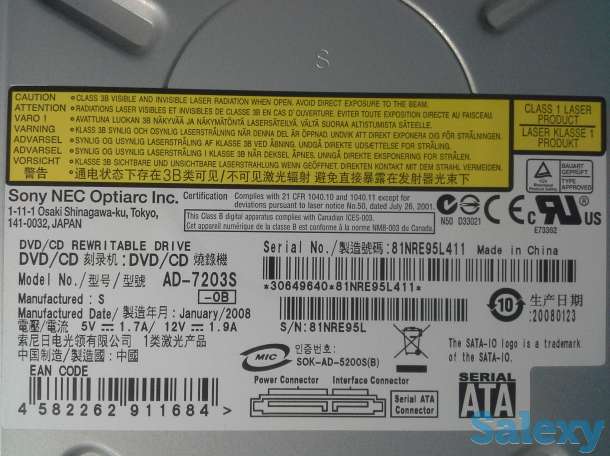 S
CAUTION • CLASS 3B VISIBLE AND INVISIBLE LASER RADIATION WHEN OPEN. AVOID DIRECT EXPOSURE TO THE BEAM.
ATTENTION • RADIATIONS LASER VISIBLES ET INVISIBLES DE CLASSE 3B EN CAS D'OUVERTURE. EVITER TOUTE EXPOSITION DIRECTE AU FAISCEAU.
VARO ! • AVATTUNA LUOKAN 3B NÄKYVÄÄ JA NÄKYMÄTÖNTÄ LASERSÄTEILYÄ. VÄLTÄ SUORAA ALTISTUMISTA SÄTEELLE.
VARNING • KLASS 3B SYNLIG OCH OSYNLIG LASERSTRÅLNING NÄR DENNA DEL ÄR ÖPPNAD UNDVIK ATT DIREKT EXPONERA DIG FÖR STRÅLNINGEN.
ADVARSEL • SYNLIG OG USYNLIG LASERSTRÅLING AF KLASSE 3B VED ÅBNING. UNDGÅ DIREKTE UDSÆTTELSE FOR STRÅLING.
ADVARSEL • SYNLIG OG USYNLIG LASERSTRÅLING I KLASSE 3B NÅR DEKSEL ÅPNES. UNNGÅ DIREKTE EKSPONERING FOR STRÅLEN.
VORSICHT • KLASSE 3B SICHTBARE UND UNSICHTBARE LASERSTRAHLUNG WENN GEÖFFNET. DIREKTEN KONTAKT MIT DEM STRAHL VERMEIDEN.
警告 • 通电状态下存在3B类可见/不可见激光辐射 避免直接暴露在发射光束下
CLASS 1 LASER
PRODUCT
LASER KLASSE 1
PRODUKT
BAUART
GEPRÜFT
TYPE
APPROVED
Sony NEC Optiarc Inc.
1-11-1 Osaki Shinagawa-ku, Tokyo,
141-0032, JAPAN
Certification Complies with 21 CFR 1040.10 and 1040.11 except for
deviations pursuant to laser notice No.50, dated July 26, 2001.
This Class B digital apparatus complies with Canadian ICES-003.
Cet appareil numérique de la classe B est conforme à la norme NMB-003 du Canada.
N50 D33021
E70362
US
DVD/CD REWRITABLE DRIVE
DVD/CD 刻录机: DVD/CD 燒錄機
Model No./型号/型號 AD-7203S
-0B
Manufactured : S
Manufactured Date/製造年月: January/2008
電壓/電流 5V⎓1.7A/ 12V⎓1.9A
索尼日电光领有限公司 1类激光产品
中国制造/製造國: 中國
EAN CODE
4 582262 911684 >
Serial No./製造號碼: 81NRE95L411 Made in China
*30649640*81NRE95L411*
S/N: 81NRE95L
10
生产日期
:20080123
MIC
인증번호:
SOK-AD-5200S(B)
The SATA-IO logo is a trademark
of the SATA-IO.
Power Connector
Interface Connector
Serial ATA
Connector
SERIAL
ATA
Salexy